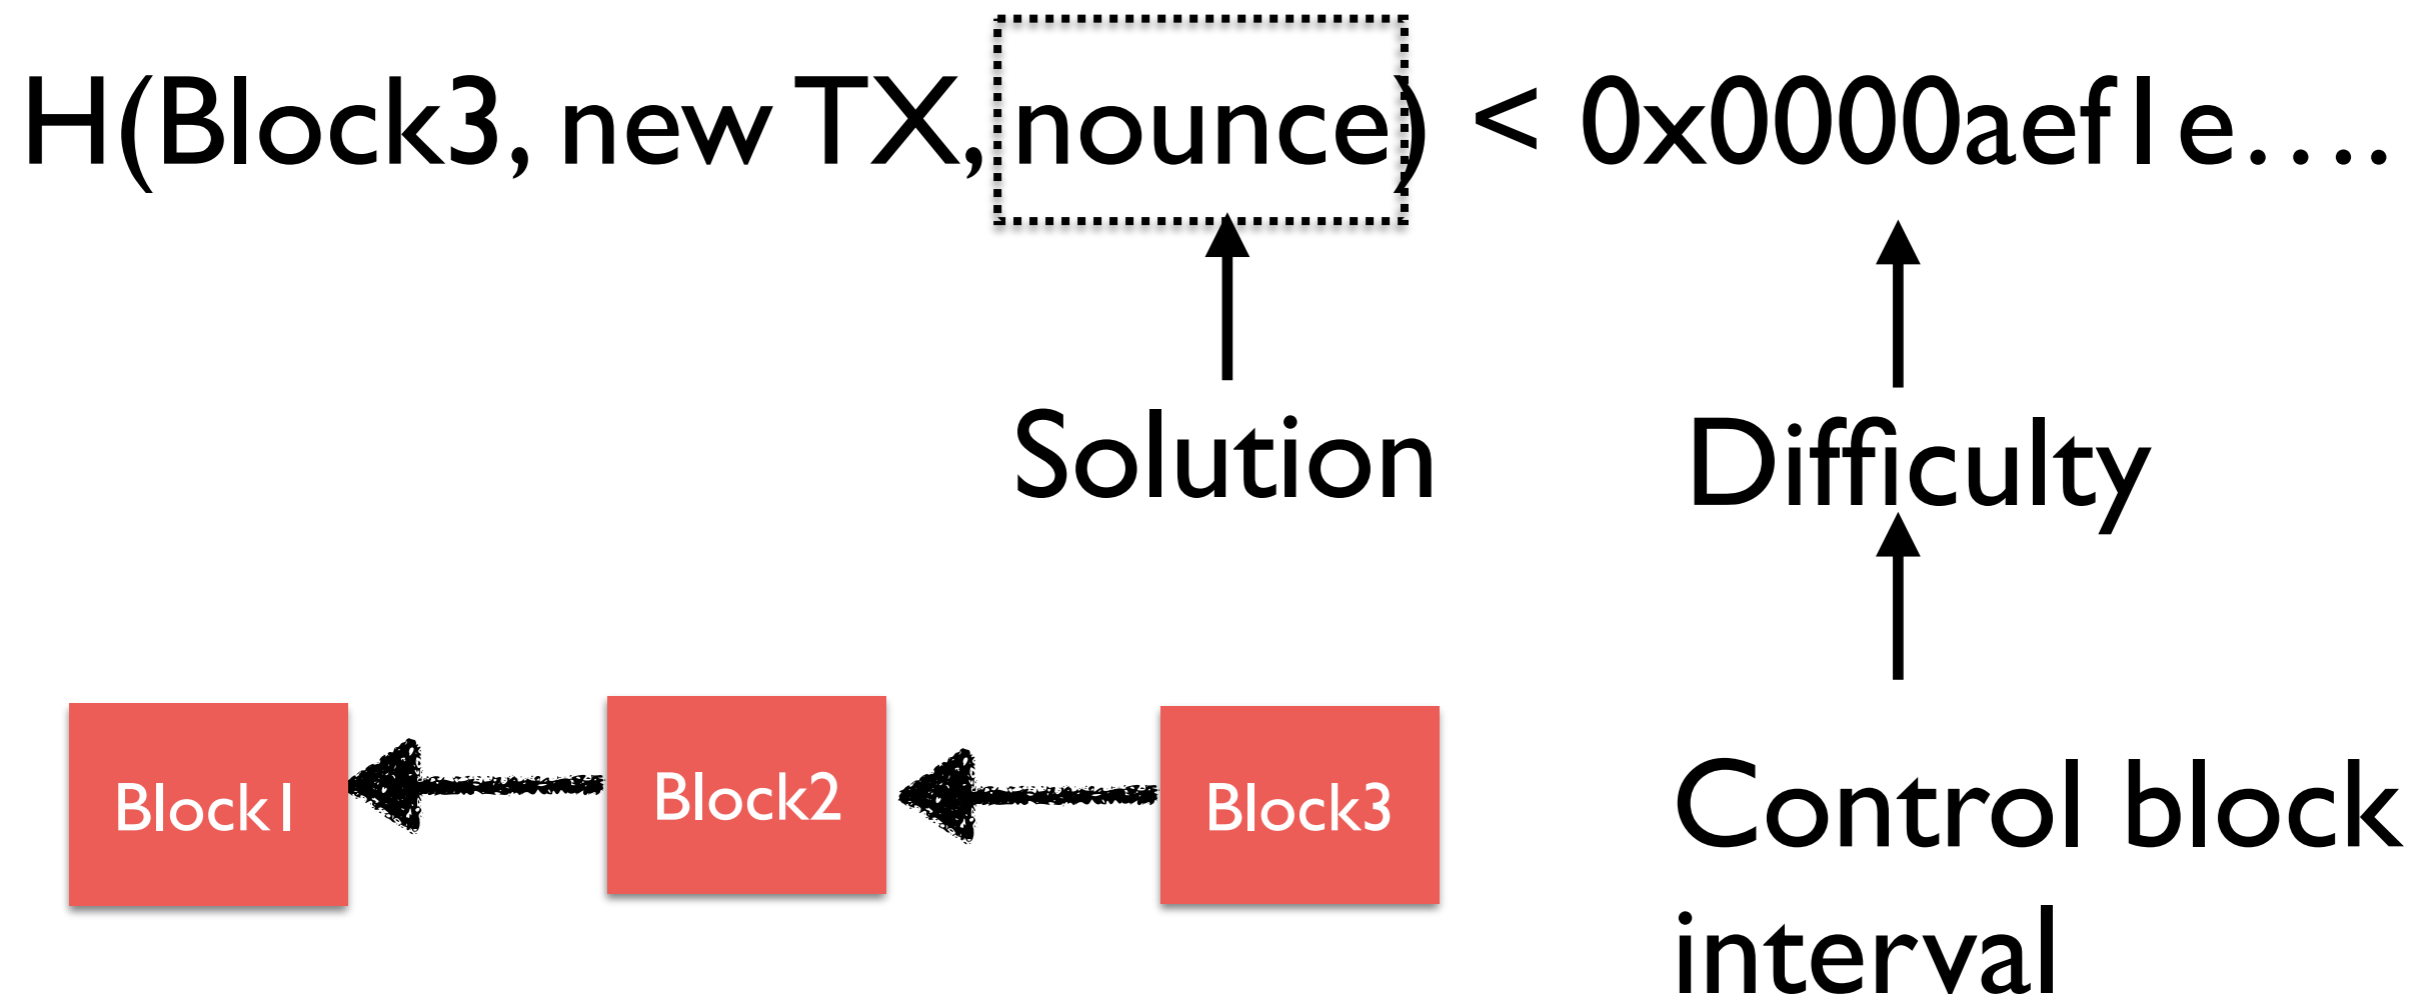 H(Block3, new TX, nounce) < 0x0000aef1e....
Solution
Difficulty
Block1
Block2
Block3
Control block
interval